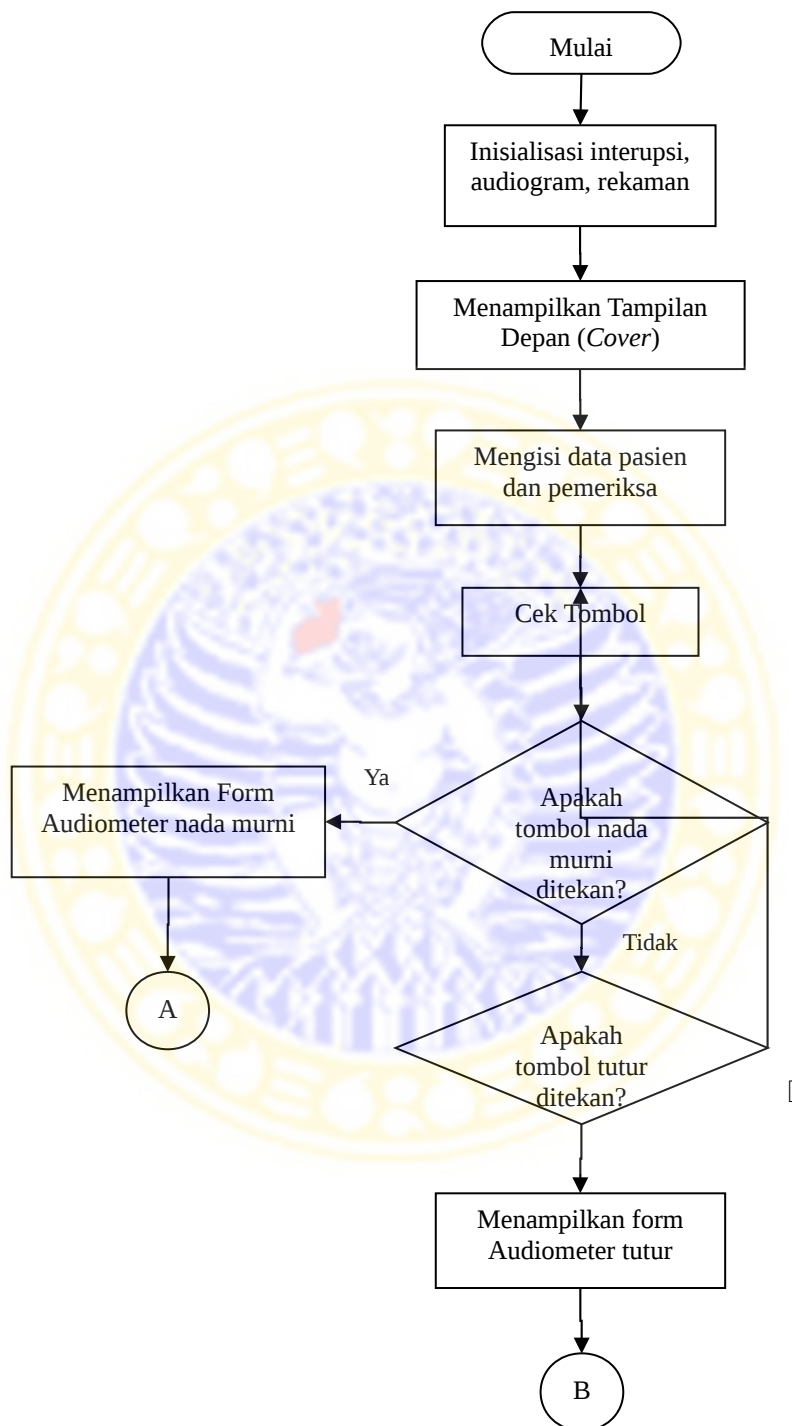 Mulai
Inisialisasi interupsi,
audiogram, rekaman
Menampilkan Tampilan
Depan (Cover)
Mengisi data pasien
dan pemeriksa
Cek Tombol
Ya
Menampilkan Form
Audiometer nada murni
Apakah
tombol nada
murni
ditekan?
Tidak
A
Apakah
tombol tutur
ditekan?
Menampilkan form
Audiometer tutur
B